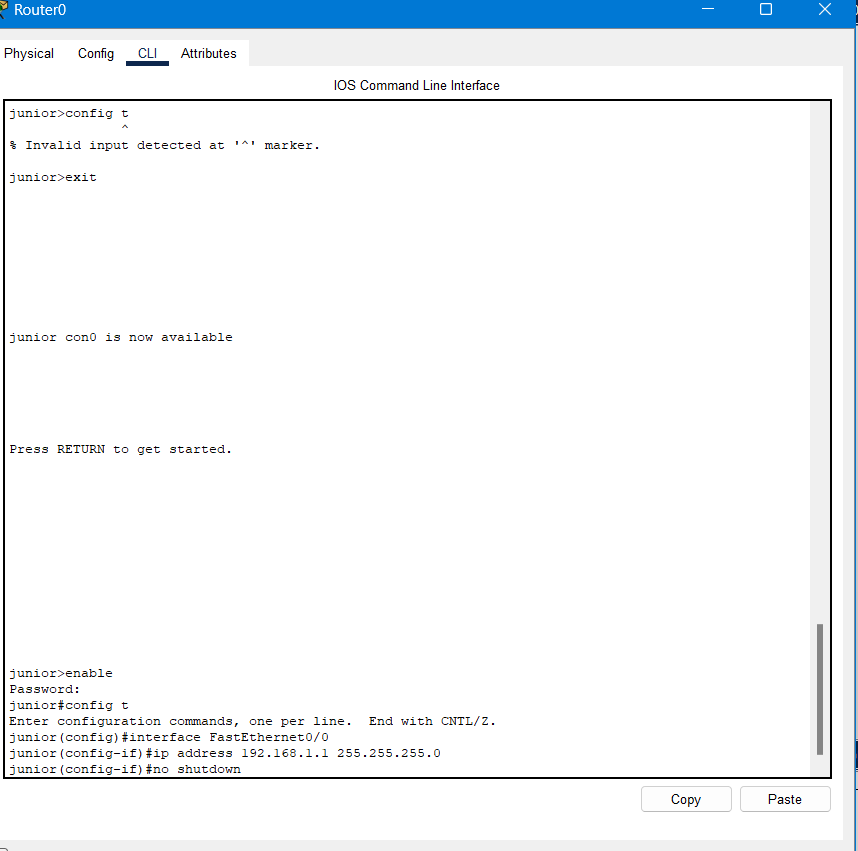 Router0
Physical Config CLI Attributes
IOS Command Line Interface
junior>config t
^
% Invalid input detected at '^' marker.
junior>exit
junior con0 is now available
Press RETURN to get started.
junior>enable
Password:
junior#config t
Enter configuration commands, one per line.  End with CNTL/Z.
junior(config)#interface FastEthernet0/0
junior(config-if)#ip address 192.168.1.1 255.255.255.0
junior(config-if)#no shutdown
Copy Paste